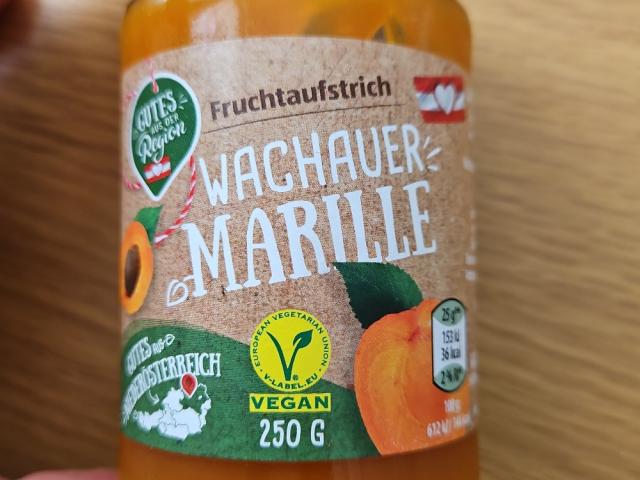 GUTES
AUS DER
Region
Fruchtaufstrich
WACHAUER
MARILLE
GUTES AUS
NIEDERÖSTERREICH
EUROPEAN VEGETARIAN UNION
V-LABEL.EU
VEGAN
250 G
25 g
153 kJ
36 kcal
2 %
100 g: